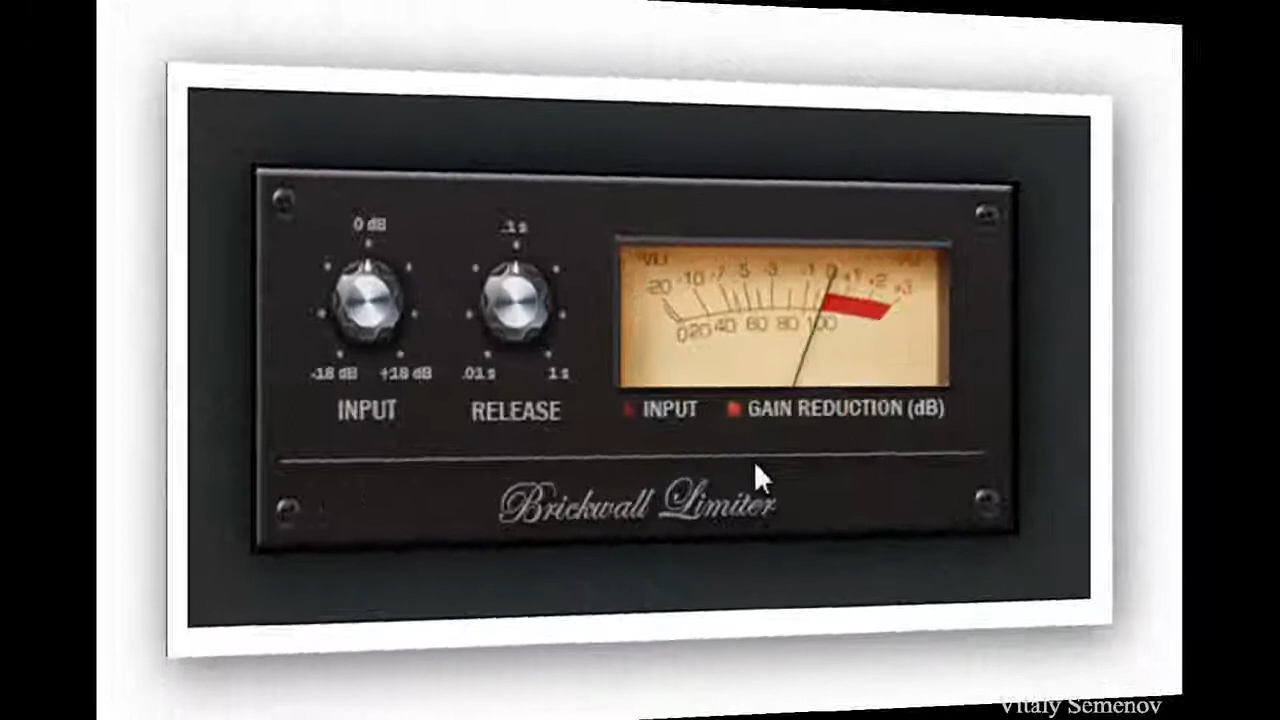 0 dB
.1 s
VU
-20 -10 -7 -5 -3 -1 0 +1 +2 +3
0 20 40 60 80 100
-18 dB +18 dB .01 s 1 s
INPUT RELEASE INPUT GAIN REDUCTION (dB)
Brickwall Limiter
Vitaly Semenov